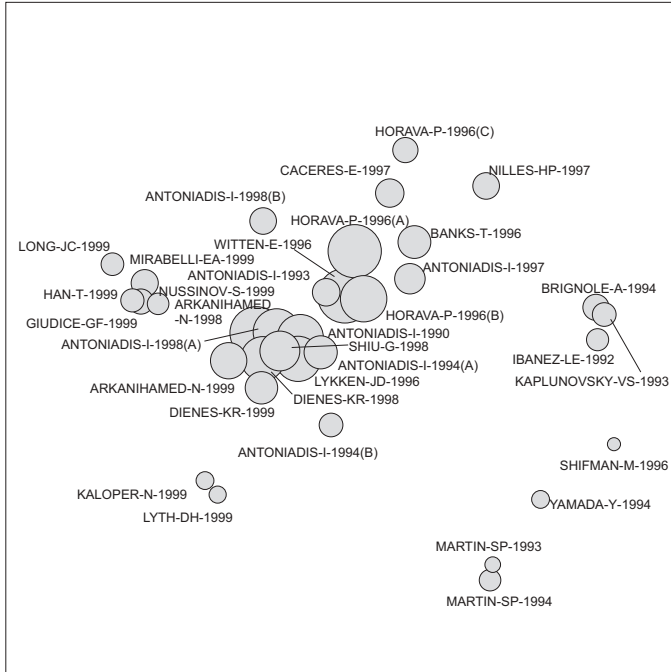 HORAVA-P-1996(C)
CACERES-E-1997
NILLES-HP-1997
ANTONIADIS-I-1998(B)
HORAVA-P-1996(A)
BANKS-T-1996
WITTEN-E-1996
LONG-JC-1999
MIRABELLI-EA-1999
ANTONIADIS-I-1993
ANTONIADIS-I-1997
NUSSINOV-S-1999
BRIGNOLE-A-1994
HAN-T-1999
ARKANIHAMED
-N-1998
HORAVA-P-1996(B)
GIUDICE-GF-1999
ANTONIADIS-I-1990
ANTONIADIS-I-1998(A)
SHIU-G-1998
IBANEZ-LE-1992
ANTONIADIS-I-1994(A)
KAPLUNOVSKY-VS-1993
ARKANIHAMED-N-1999
LYKKEN-JD-1996
DIENES-KR-1998
DIENES-KR-1999
ANTONIADIS-I-1994(B)
SHIFMAN-M-1996
KALOPER-N-1999
YAMADA-Y-1994
LYTH-DH-1999
MARTIN-SP-1993
MARTIN-SP-1994